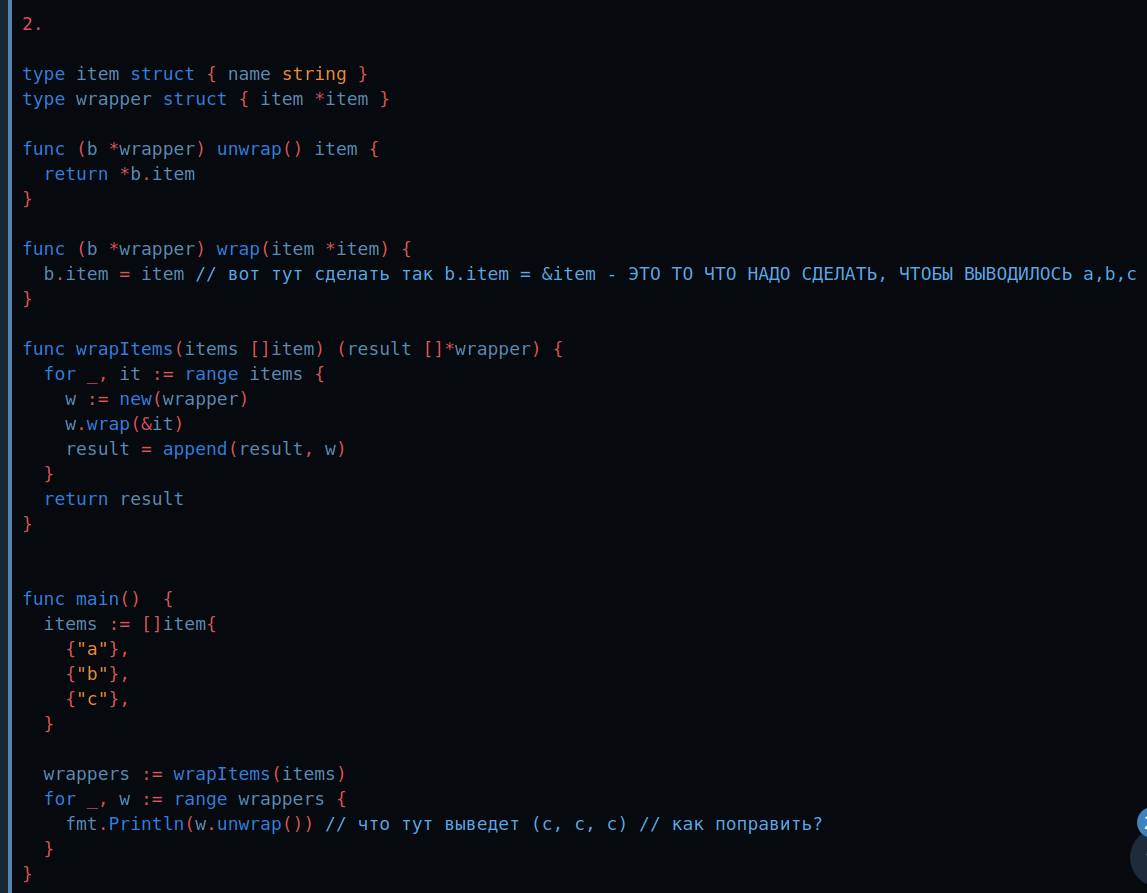 2.
type item struct { name string }
type wrapper struct { item *item }
func (b *wrapper) unwrap() item {
  return *b.item
}
func (b *wrapper) wrap(item *item) {
  b.item = item // вот тут сделать так b.item = &item - ЭТО ТО ЧТО НАДО СДЕЛАТЬ, ЧТОБЫ ВЫВОДИЛОСЬ a,b,c
}
func wrapItems(items []item) (result []*wrapper) {
  for _, it := range items {
    w := new(wrapper)
    w.wrap(&it)
    result = append(result, w)
  }
  return result
}
func main()  {
  items := []item{
    {"a"},
    {"b"},
    {"c"},
  }
  wrappers := wrapItems(items)
  for _, w := range wrappers {
    fmt.Println(w.unwrap()) // что тут выведет (c, c, c) // как поправить?
  }
}